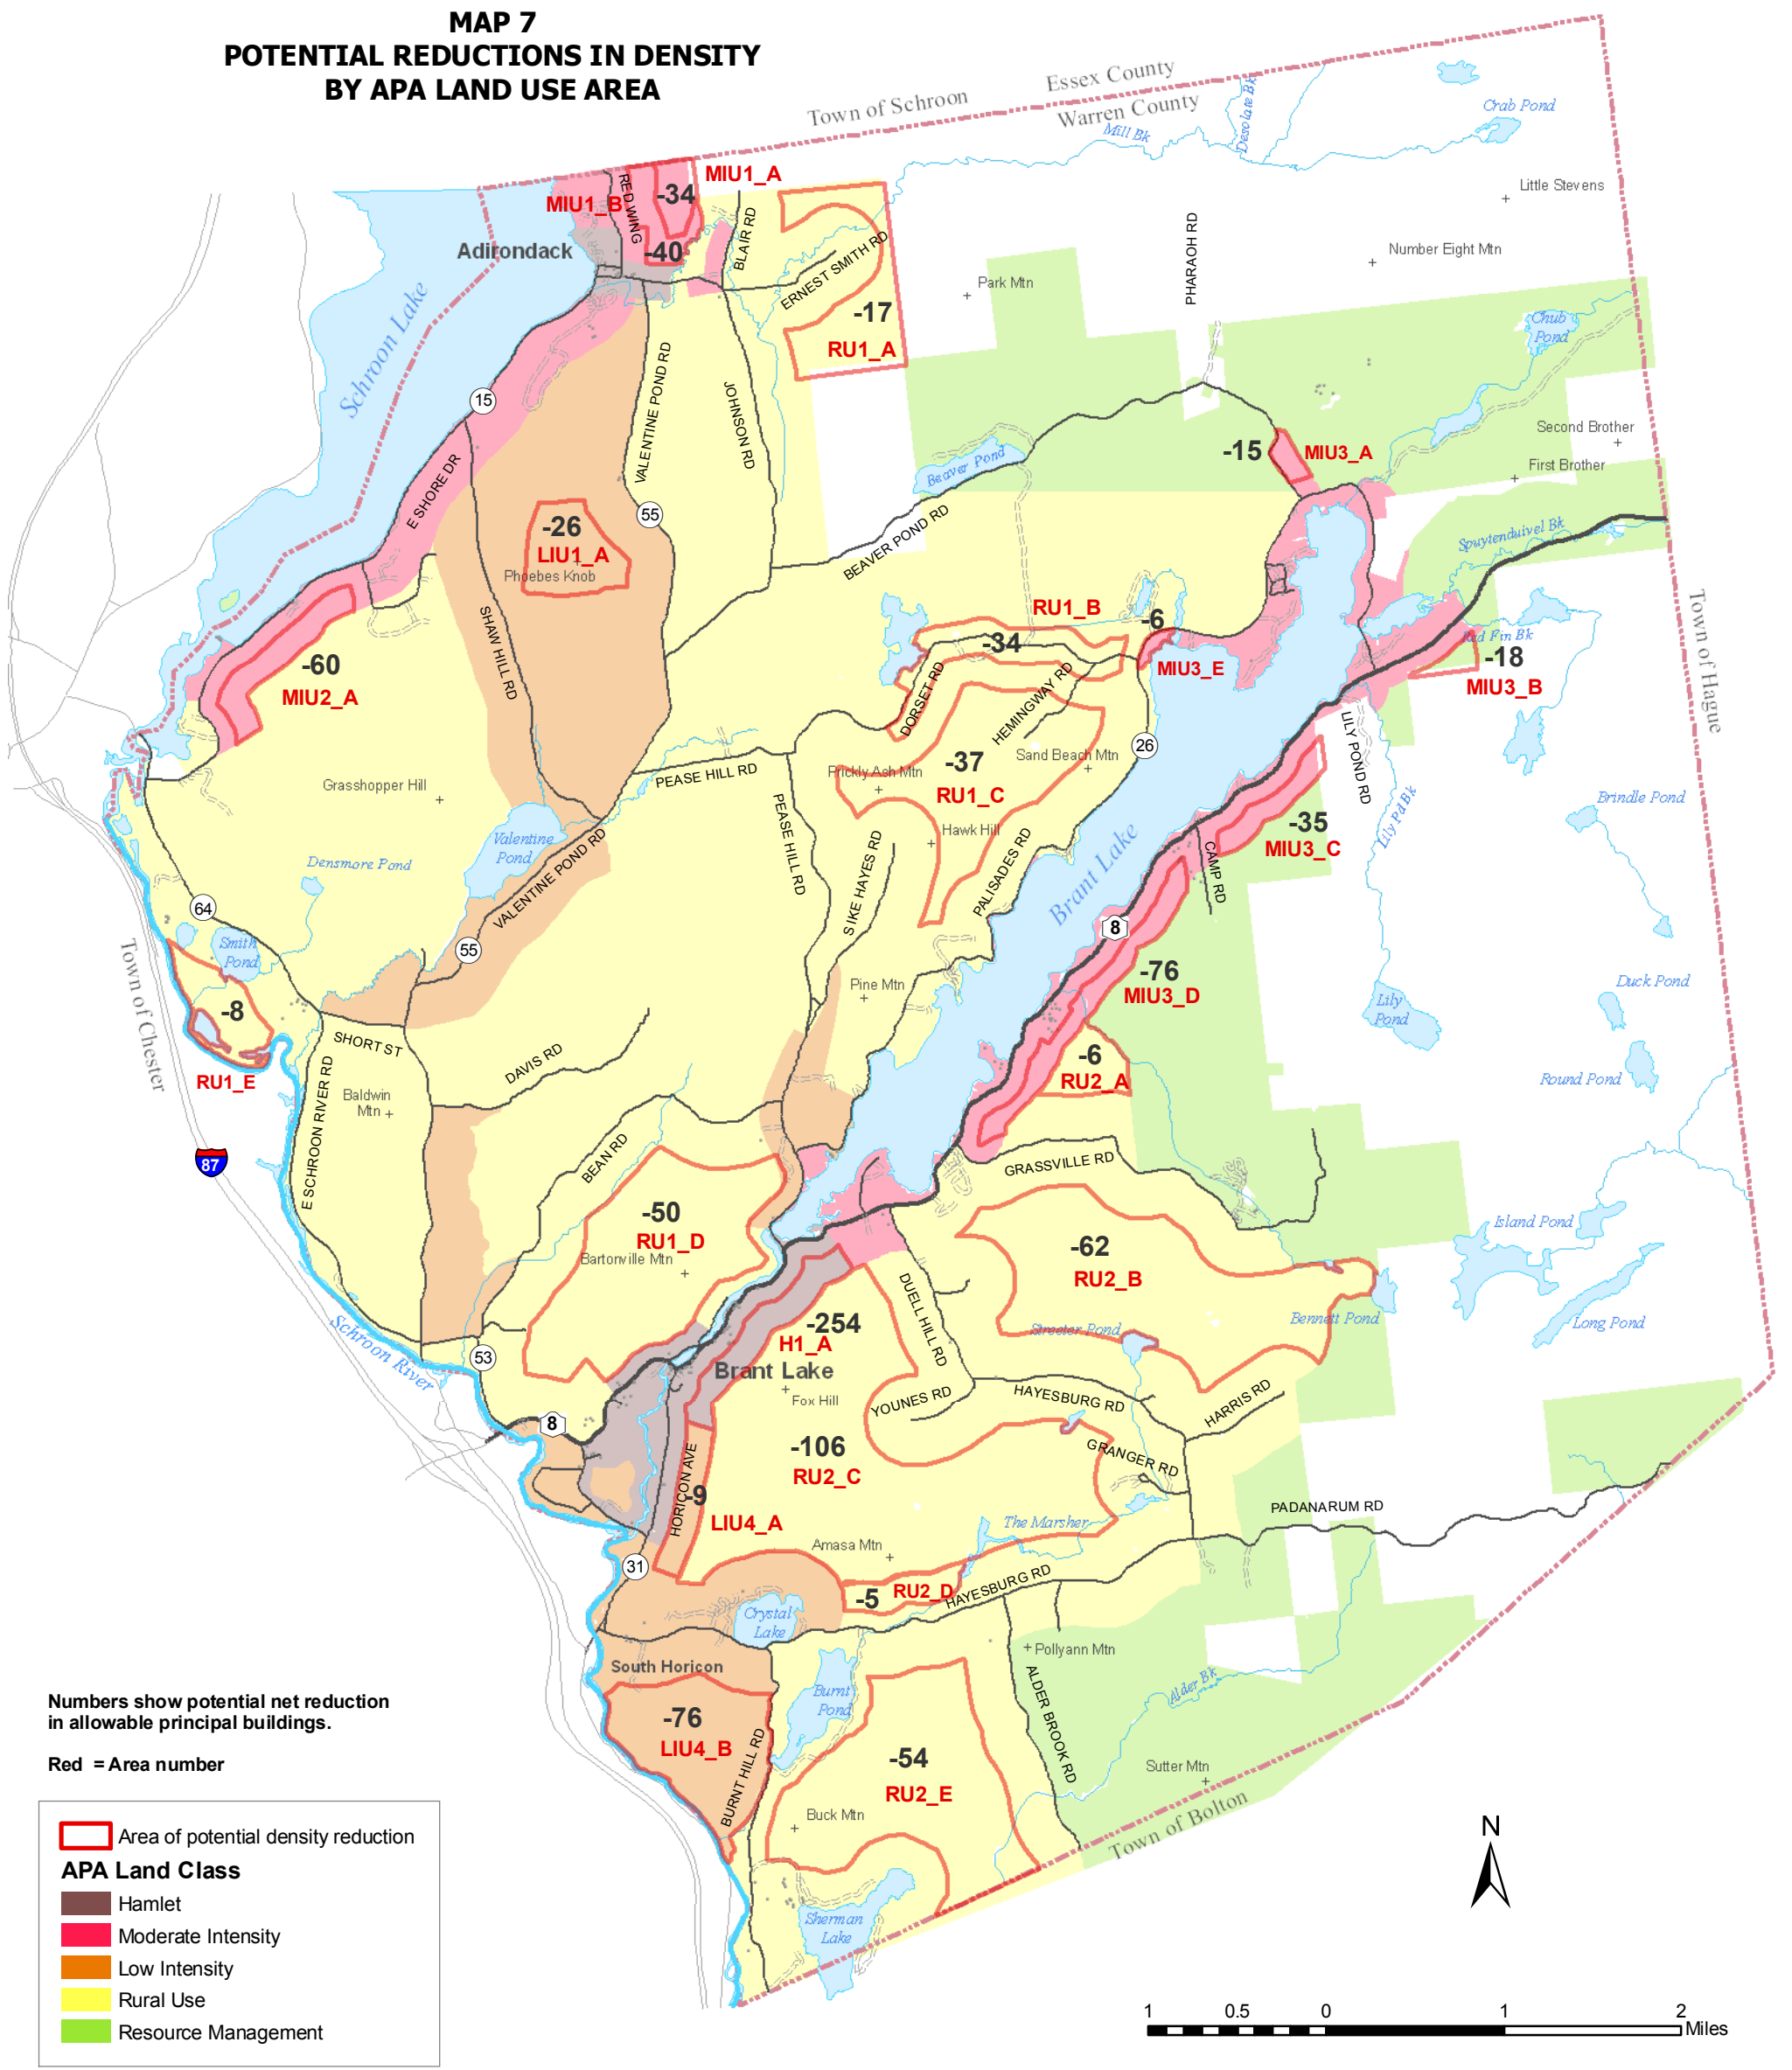 MAP 7
POTENTIAL REDUCTIONS IN DENSITY
BY APA LAND USE AREA
Town of Schroon
Essex County
Warren County
Mill Bk
Desolate Bk
Crab Pond
Little Stevens
Number Eight Mtn
Park Mtn
PHARAOH RD
MIU1_A
-34
MIU1_B
RED WING
-40
BLAIR RD
Adirondack
ERNEST SMITH RD
-17
RU1_A
Schroon Lake
15
E SHORE DR
VALENTINE POND RD
JOHNSON RD
55
-26
LIU1_A
Phoebes Knob
SHAW HILL RD
Beaver Pond
BEAVER POND RD
-15
MIU3_A
Chub
Pond
Second Brother
First Brother
Spuytenduivel Bk
Town of Hague
RU1_B
-34
-6
MIU3_E
Red Fin Bk
-18
MIU3_B
-60
MIU2_A
DORSET RD
HEMINGWAY RD
26
Sand Beach Mtn
-37
RU1_C
Prickly Ash Mtn
Hawk Hill
LILY POND RD
Lily Pd Bk
Brindle Pond
Grasshopper Hill
PEASE HILL RD
PEASE HILL RD
Valentine
Pond
VALENTINE POND RD
Densmore Pond
S IKE HAYES RD
PALISADES RD
Brant Lake
-35
MIU3_C
CAMP RD
8
-76
MIU3_D
64
55
Smith
Pond
-8
RU1_E
Town of Chester
SHORT ST
Pine Mtn
Lily
Pond
Duck Pond
Round Pond
-6
RU2_A
DAVIS RD
Baldwin
Mtn
E SCHROON RIVER RD
87
BEAN RD
GRASSVILLE RD
-50
RU1_D
Bartonville Mtn
-62
RU2_B
Island Pond
Long Pond
Bennett Pond
Streeter Pond
DUELL HILL RD
-254
H1_A
Brant Lake
Fox Hill
Schroon River
53
8
YOUNES RD
HAYESBURG RD
HARRIS RD
GRANGER RD
-106
RU2_C
HORICON AVE
-9
LIU4_A
The Marsher
PADANARUM RD
Amasa Mtn
31
-5
RU2_D
HAYESBURG RD
Crystal
Lake
Pollyann Mtn
South Horicon
Burnt
Pond
ALDER BROOK RD
Alder Bk
-76
LIU4_B
BURNT HILL RD
-54
RU2_E
Buck Mtn
Sutter Mtn
Town of Bolton
Sherman
Lake
Numbers show potential net reduction
in allowable principal buildings.
Red = Area number
Area of potential density reduction
APA Land Class
Hamlet
Moderate Intensity
Low Intensity
Rural Use
Resource Management
N
1 0.5 0 1 2
Miles